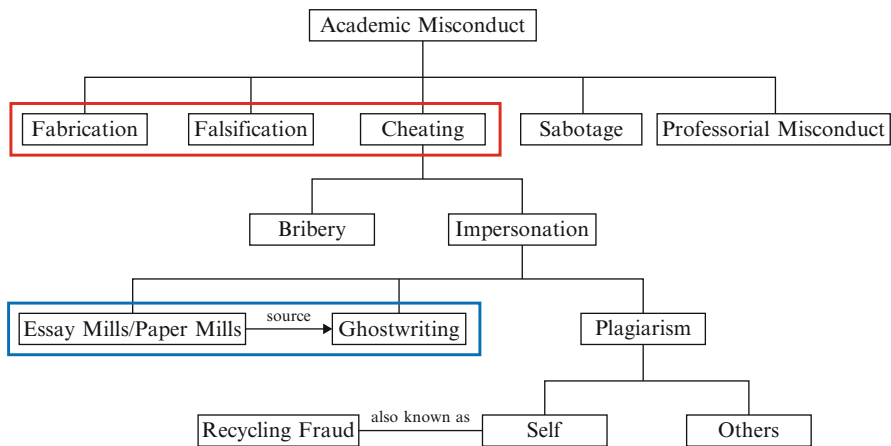 Academic Misconduct
Fabrication
Falsification
Cheating
Sabotage
Professorial Misconduct
Bribery
Impersonation
Essay Mills/Paper Mills
source
Ghostwriting
Plagiarism
Recycling Fraud
also known as
Self
Others